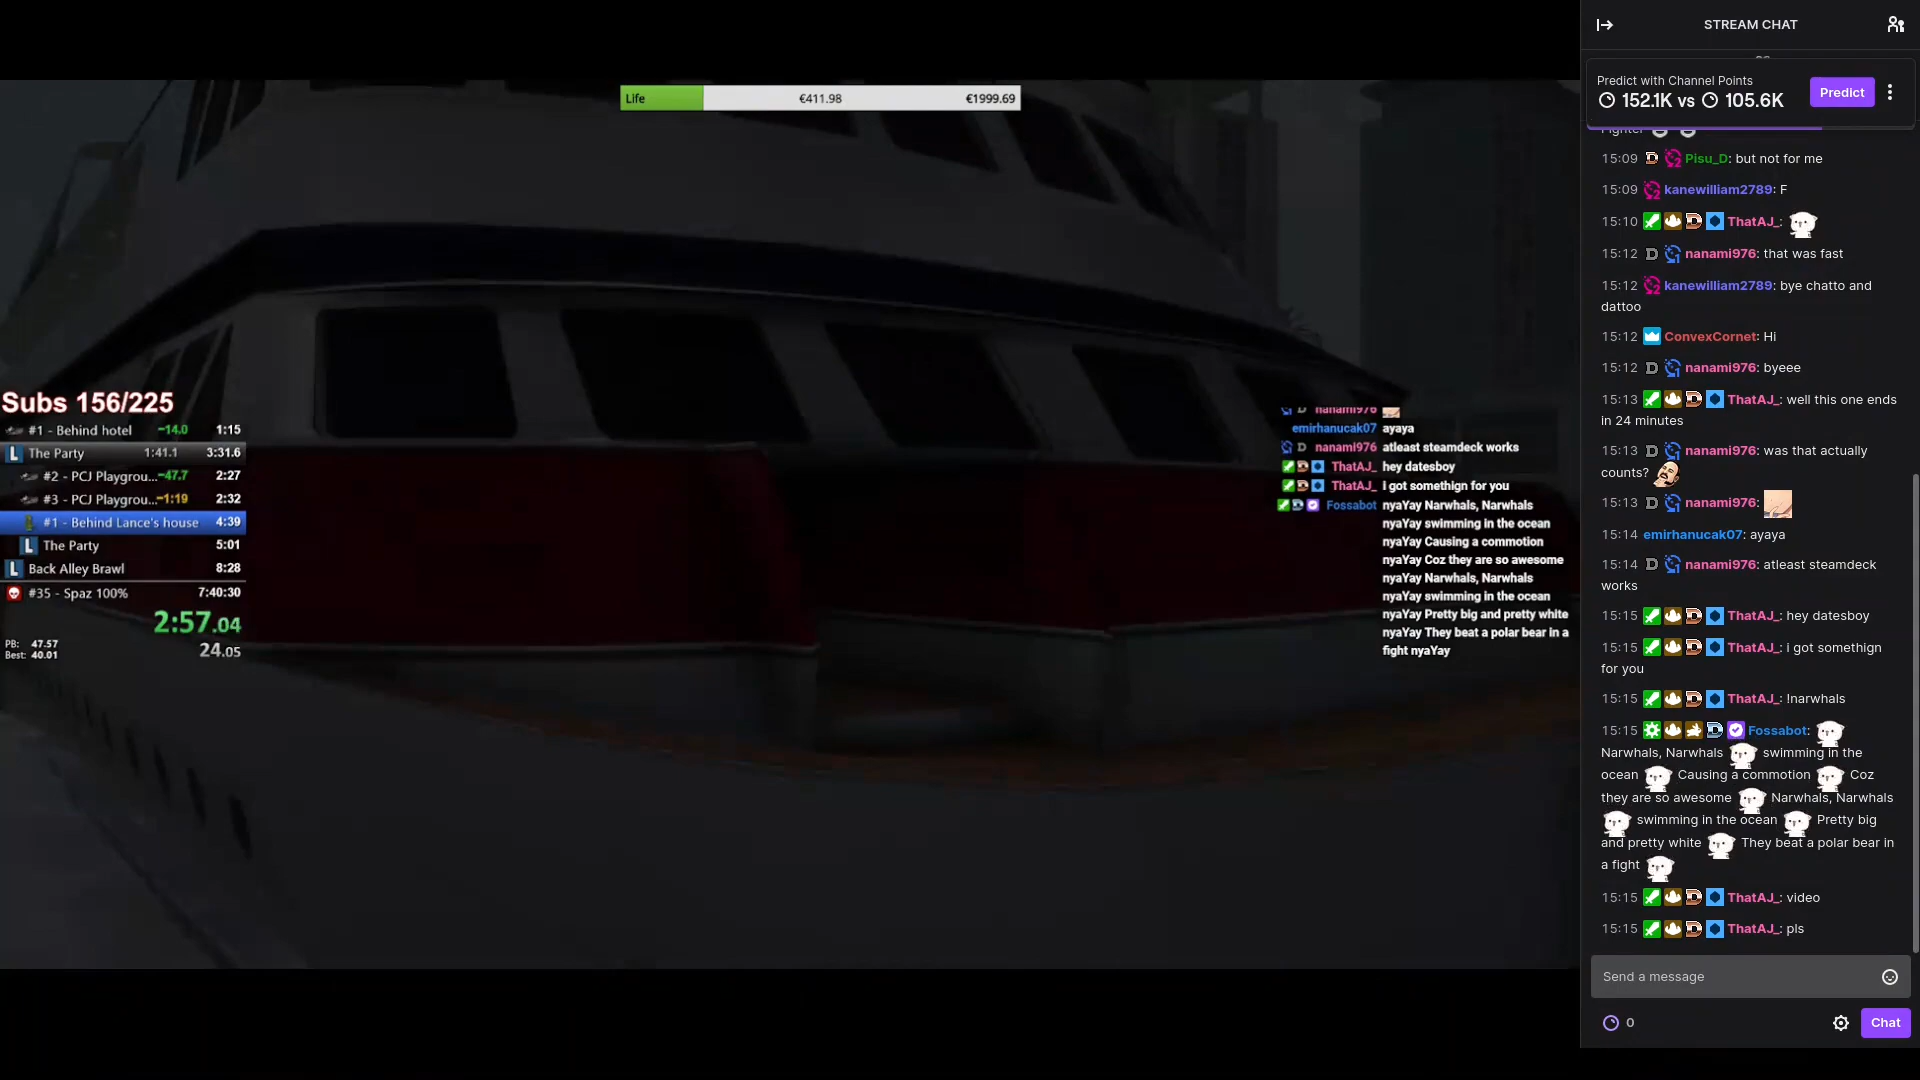 Life €411.98 €1999.69
Subs 156/225
#1 - Behind hotel −14.0 1:15
L The Party 1:41.1 3:31.6
#2 - PCJ Playgrou... −47.7 2:27
#3 - PCJ Playgrou... −1:19 2:32
#1 - Behind Lance's house 4:39
L The Party 5:01
L Back Alley Brawl 8:28
#35 - Spaz 100% 7:40:30
2:57.04
PB: 47.57
24.05
Best: 40.01
nanami976
emirhanucak07 ayaya
nanami976 atleast steamdeck works
ThatAJ_ hey datesboy
ThatAJ_ i got somethign for you
Fossabot nyaYay Narwhals, Narwhals
nyaYay swimming in the ocean
nyaYay Causing a commotion
nyaYay Coz they are so awesome
nyaYay Narwhals, Narwhals
nyaYay swimming in the ocean
nyaYay Pretty big and pretty white
nyaYay They beat a polar bear in a
fight nyaYay
STREAM CHAT
Predict with Channel Points
152.1K vs 105.6K
Predict
Fighter
15:09 Pisu_D: but not for me
15:09 kanewilliam2789: F
15:10 ThatAJ_:
15:12 nanami976: that was fast
15:12 kanewilliam2789: bye chatto and
dattoo
15:12 ConvexCornet: Hi
15:12 nanami976: byeee
15:13 ThatAJ_: well this one ends
in 24 minutes
15:13 nanami976: was that actually
counts?
15:13 nanami976:
15:14 emirhanucak07: ayaya
15:14 nanami976: atleast steamdeck
works
15:15 ThatAJ_: hey datesboy
15:15 ThatAJ_: i got somethign
for you
15:15 ThatAJ_: !narwhals
15:15 Fossabot:
Narwhals, Narwhals swimming in the
ocean Causing a commotion Coz
they are so awesome Narwhals, Narwhals
swimming in the ocean Pretty big
and pretty white They beat a polar bear in
a fight
15:15 ThatAJ_: video
15:15 ThatAJ_: pls
Send a message
0
Chat